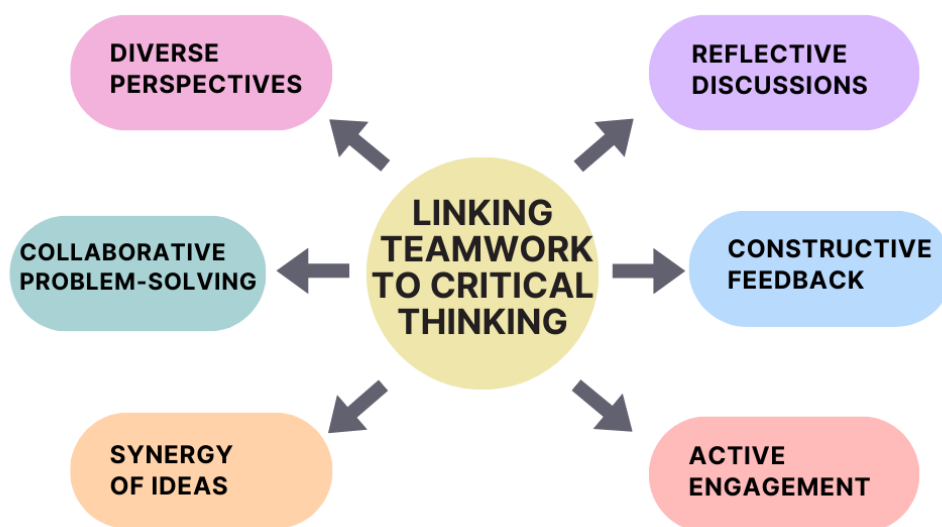 DIVERSE
PERSPECTIVES
REFLECTIVE
DISCUSSIONS
COLLABORATIVE
PROBLEM-SOLVING
LINKING
TEAMWORK
TO CRITICAL
THINKING
CONSTRUCTIVE
FEEDBACK
SYNERGY
OF IDEAS
ACTIVE
ENGAGEMENT